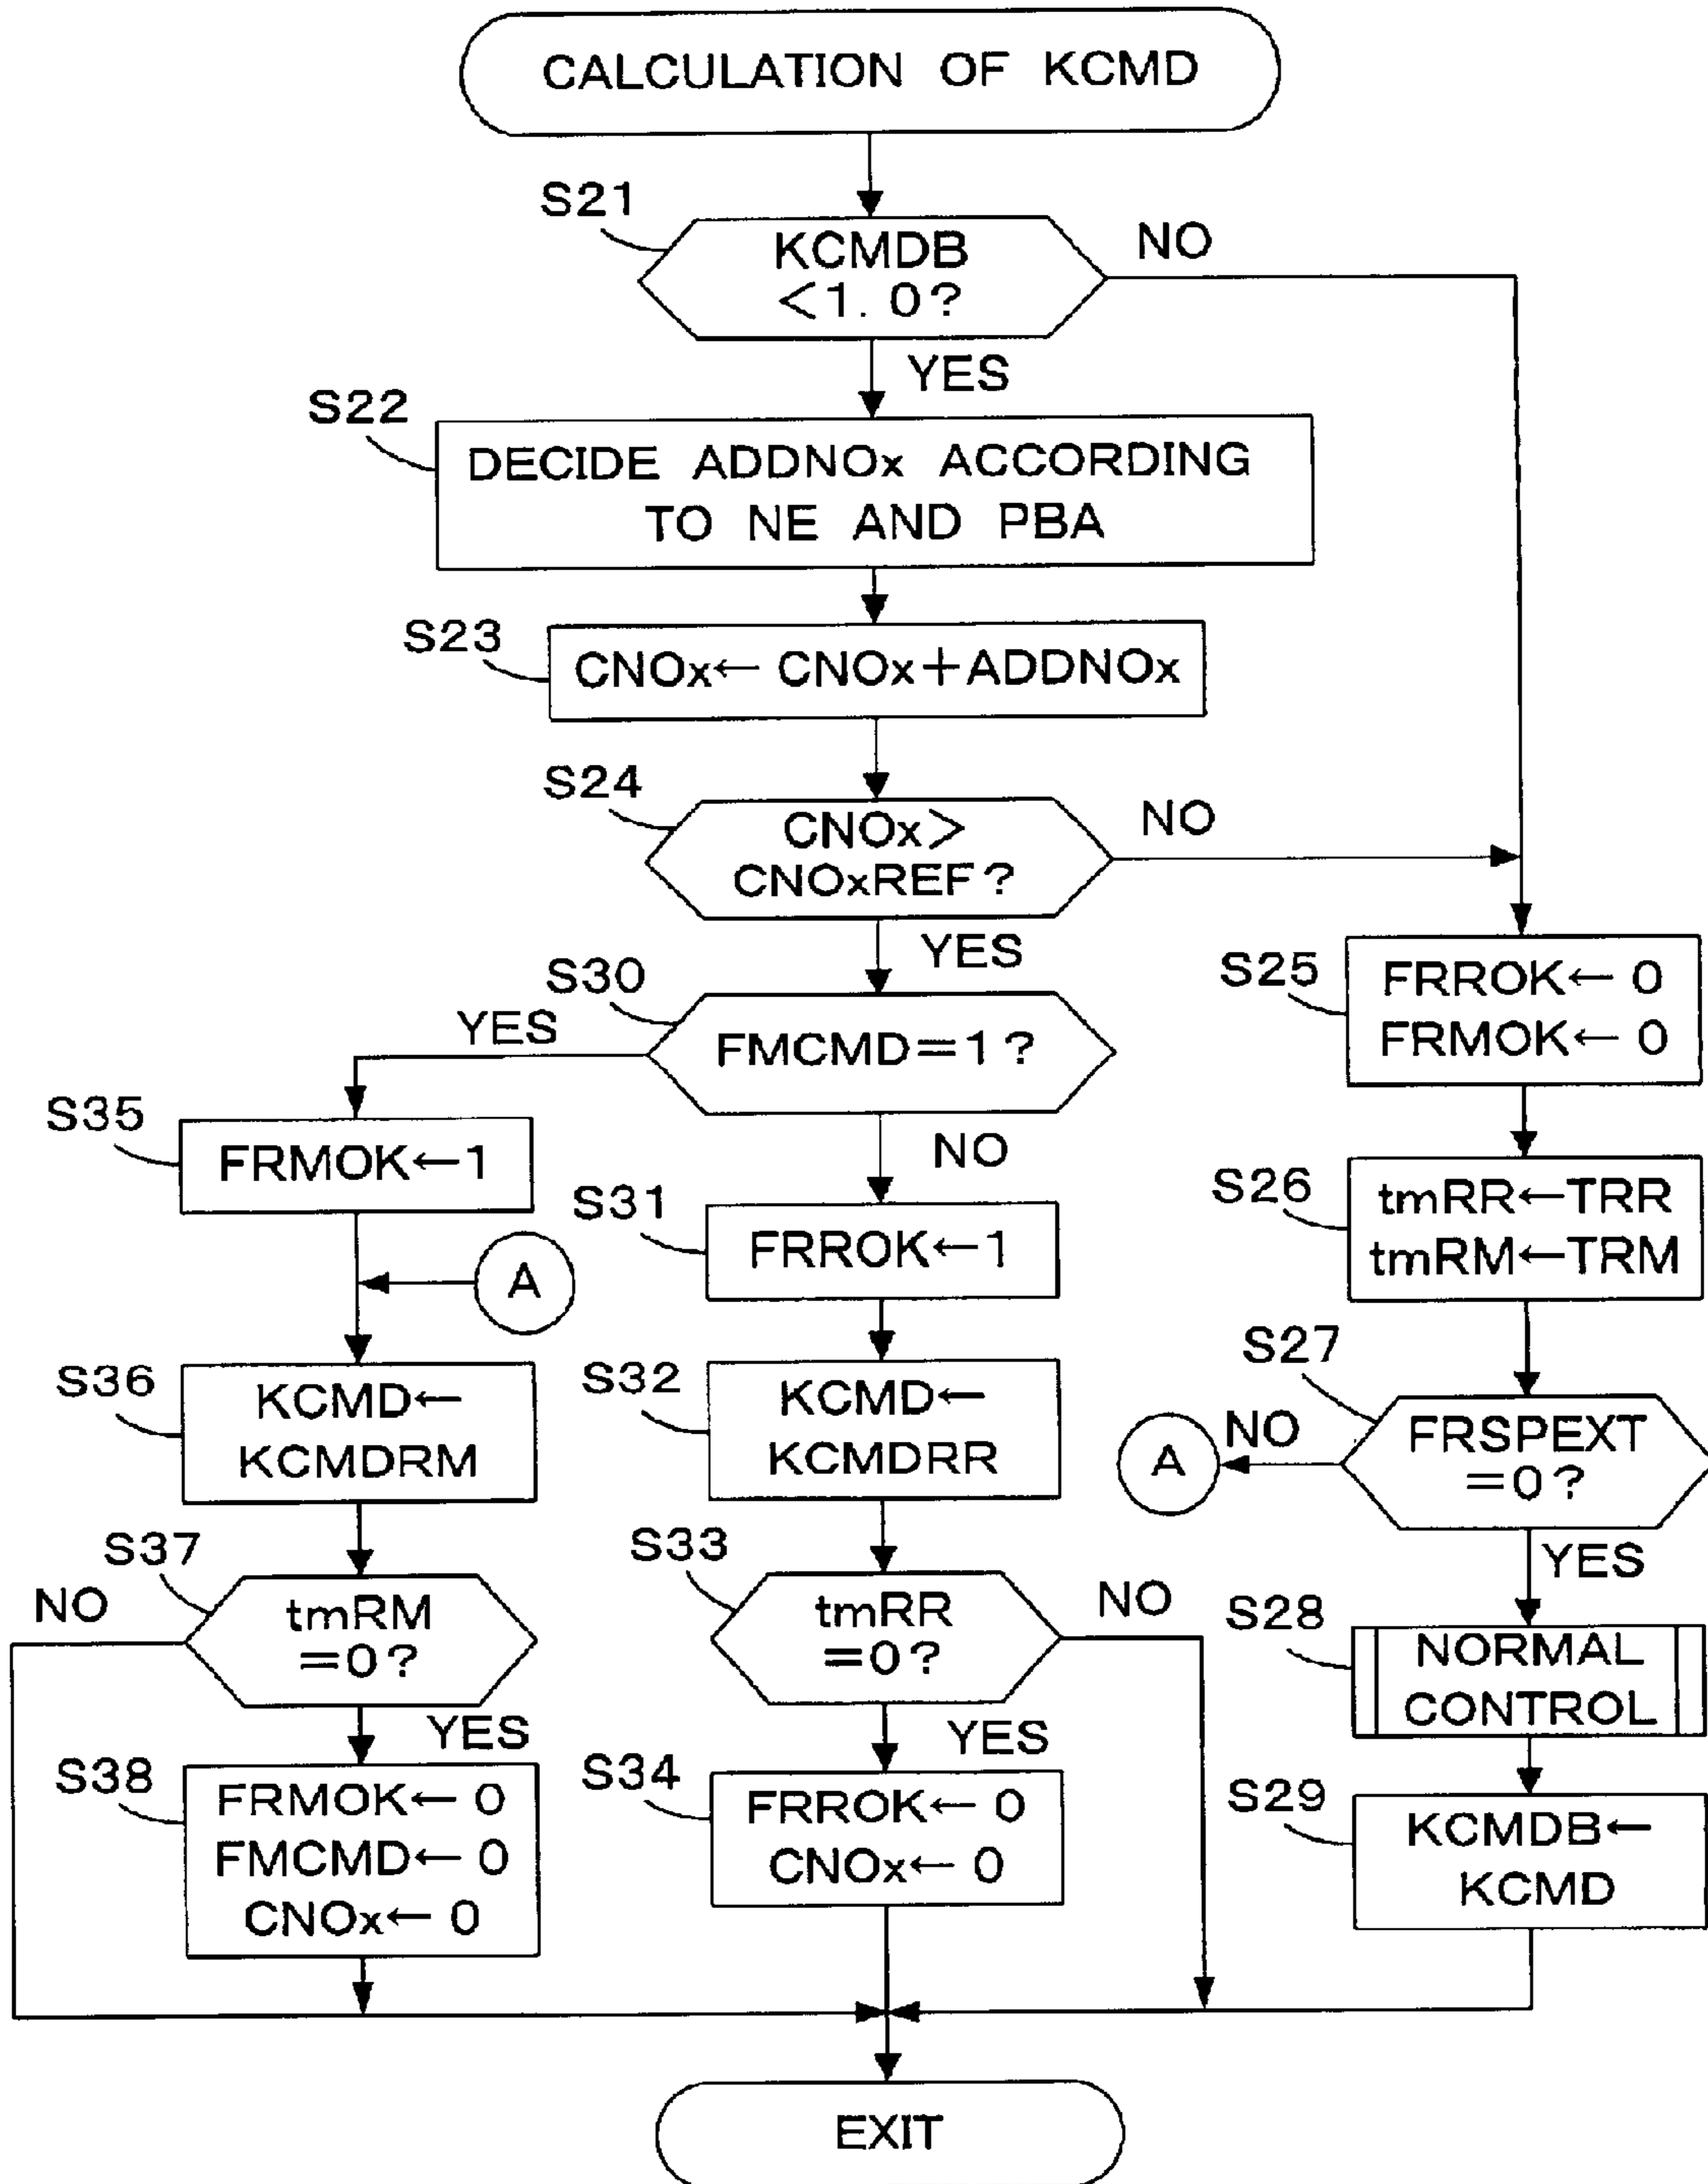 CALCULATION OF KCMD
S21
KCMDB
<1.0?
NO
YES
S22
DECIDE ADDNOx ACCORDING
TO NE AND PBA
S23
CNOx← CNOx+ADDNOx
S24
CNOx>
CNOxREF?
NO
YES
S25
FRROK← 0
FRMOK← 0
S30
FMCMD=1?
YES
NO
S35
FRMOK←1
S31
FRROK←1
S26
tmRR←TRR
tmRM←TRM
A
S36
KCMD←
KCMDRM
S32
KCMD←
KCMDRR
S27
FRSPEXT
=0?
NO
A
YES
S37
tmRM
=0?
NO
YES
S33
tmRR
=0?
NO
YES
S28
NORMAL
CONTROL
S38
FRMOK← 0
FMCMD← 0
CNOx← 0
S34
FRROK← 0
CNOx← 0
S29
KCMDB←
KCMD
EXIT